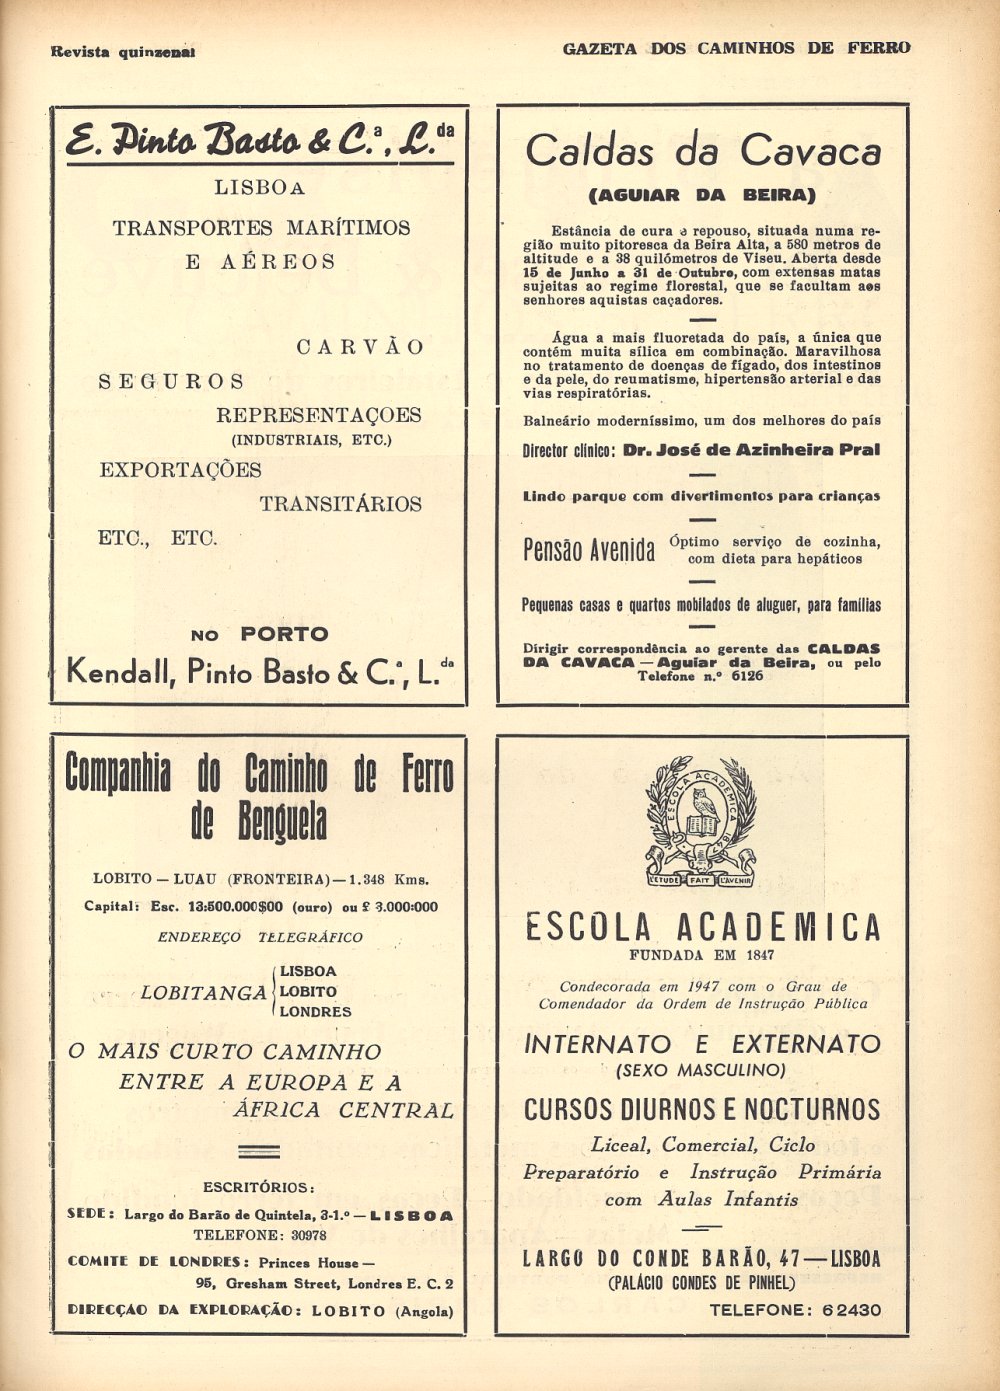 Revista quinzenal
GAZETA DOS CAMINHOS DE FERRO
E. Pinto Basto & C.ª, L.da
LISBOA
TRANSPORTES MARÍTIMOS
E AÉREOS
CARVÃO
SEGUROS
REPRESENTAÇOES
(INDUSTRIAIS, ETC.)
EXPORTAÇÕES
TRANSITÁRIOS
ETC., ETC.
NO PORTO
Kendall, Pinto Basto & C.ª, L.da
Caldas da Cavaca
(AGUIAR DA BEIRA)
Estância de cura e repouso, situada numa re-
gião muito pitoresca da Beira Alta, a 580 metros de
altitude e a 38 quilómetros de Viseu. Aberta desde
15 de Junho a 31 de Outubro, com extensas matas
sujeitas ao regime florestal, que se facultam aos
senhores aquistas caçadores.
Água a mais fluoretada do país, a única que
contém muita sílica em combinação. Maravilhosa
no tratamento de doenças de fígado, dos intestinos
e da pele, do reumatismo, hipertensão arterial e das
vias respiratórias.
Balneário moderníssimo, um dos melhores do país
Director clínico: Dr. José de Azinheira Pral
Lindo parque com divertimentos para crianças
Pensão Avenida Óptimo serviço de cozinha,
com dieta para hepáticos
Pequenas casas e quartos mobilados de aluguer, para famílias
Dirigir correspondência ao gerente das CALDAS
DA CAVACA — Aguiar da Beira, ou pelo
Telefone n.º 6126
Companhia do Caminho de Ferro
de Benguela
LOBITO — LUAU (FRONTEIRA) — 1.348 Kms.
Capital: Esc. 13:500.000$00 (ouro) ou £ 3.000:000
ENDEREÇO TELEGRÁFICO
LISBOA
LOBITANGA LOBITO
LONDRES
O MAIS CURTO CAMINHO
ENTRE A EUROPA E A
ÁFRICA CENTRAL
ESCRITÓRIOS:
SEDE: Largo do Barão de Quintela, 3-1.º — LISBOA
TELEFONE: 30978
COMITE DE LONDRES: Princes House —
95, Gresham Street, Londres E. C. 2
DIRECÇAO DA EXPLORAÇÃO: LOBITO (Angola)
ESCOLA ACADEMICA 1847
L'ETUDE FAIT L'AVENIR
ESCOLA ACADEMICA
FUNDADA EM 1847
Condecorada em 1947 com o Grau de
Comendador da Ordem de Instrução Pública
INTERNATO E EXTERNATO
(SEXO MASCULINO)
CURSOS DIURNOS E NOCTURNOS
Liceal, Comercial, Ciclo
Preparatório e Instrução Primária
com Aulas Infantis
LARGO DO CONDE BARÃO, 47 — LISBOA
(PALÁCIO CONDES DE PINHEL)
TELEFONE: 62430